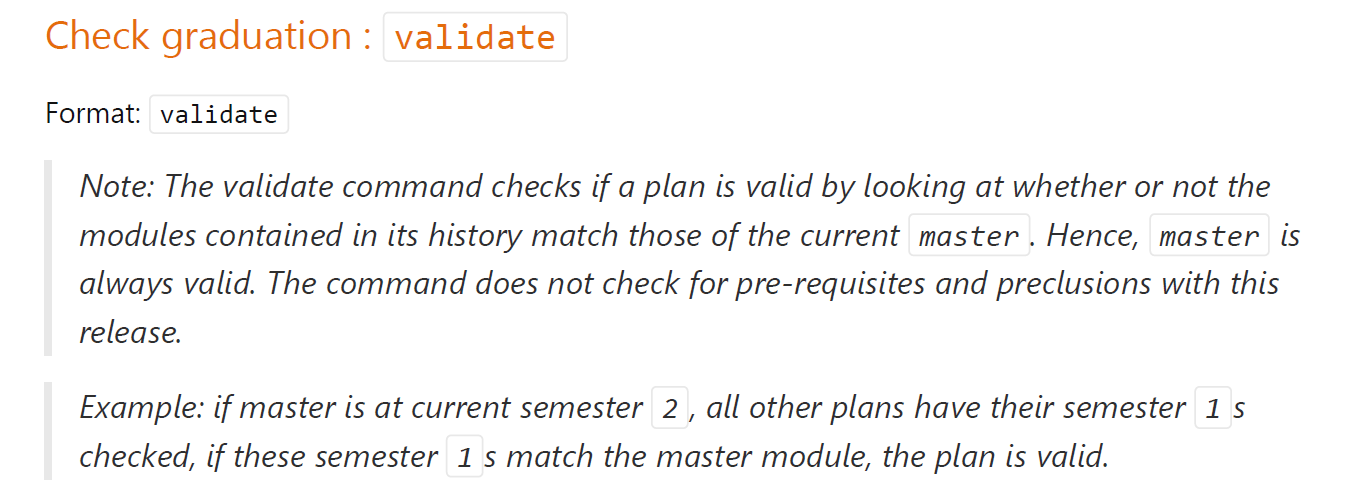 Check graduation : validate
Format: validate
Note: The validate command checks if a plan is valid by looking at whether or not the
modules contained in its history match those of the current master. Hence, master is
always valid. The command does not check for pre-requisites and preclusions with this
release.
Example: if master is at current semester 2, all other plans have their semester 1s
checked, if these semester 1s match the master module, the plan is valid.